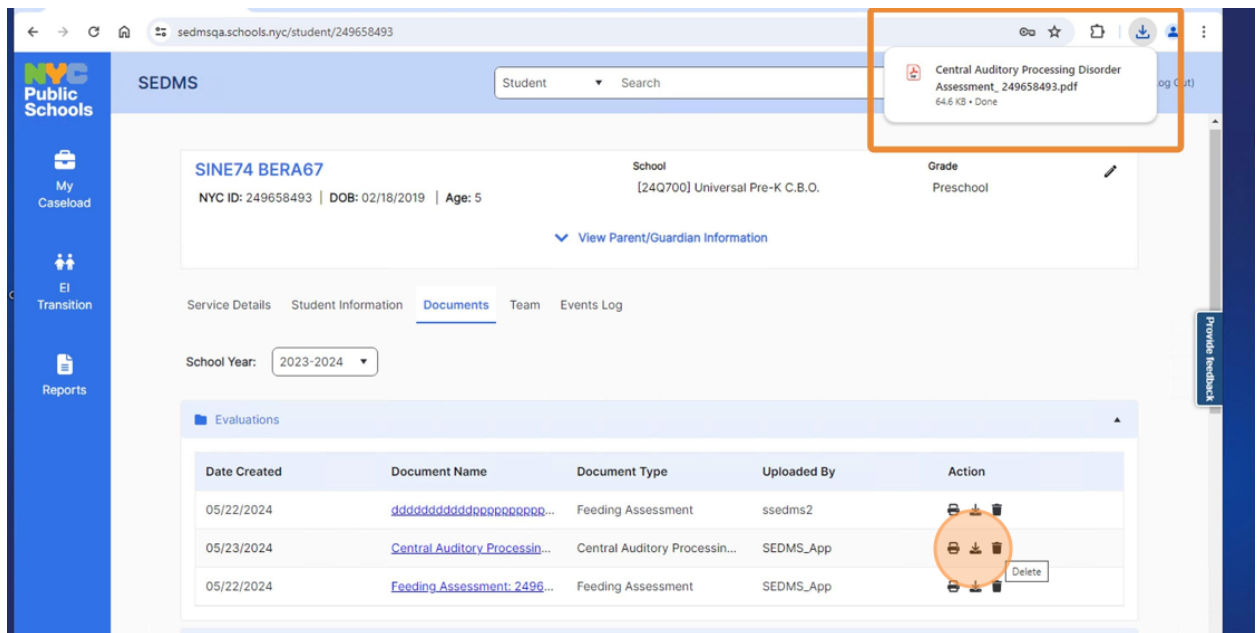 sedmsqa.schools.nyc/student/249658493
Central Auditory Processing Disorder
Assessment_ 249658493.pdf
64.6 KB • Done
NYC
Public
Schools
SEDMS
Student
Search
og Out)
My
Caseload
EI
Transition
Reports
SINE74 BERA67
NYC ID: 249658493 | DOB: 02/18/2019 | Age: 5
School
[24Q700] Universal Pre-K C.B.O.
Grade
Preschool
View Parent/Guardian Information
Service Details Student Information Documents Team Events Log
School Year: 2023-2024
Evaluations
Date Created Document Name Document Type Uploaded By Action
05/22/2024 dddddddddddpppppppppp... Feeding Assessment ssedms2
05/23/2024 Central Auditory Processin... Central Auditory Processin... SEDMS_App
Delete
05/22/2024 Feeding Assessment: 2496... Feeding Assessment SEDMS_App
Provide feedback